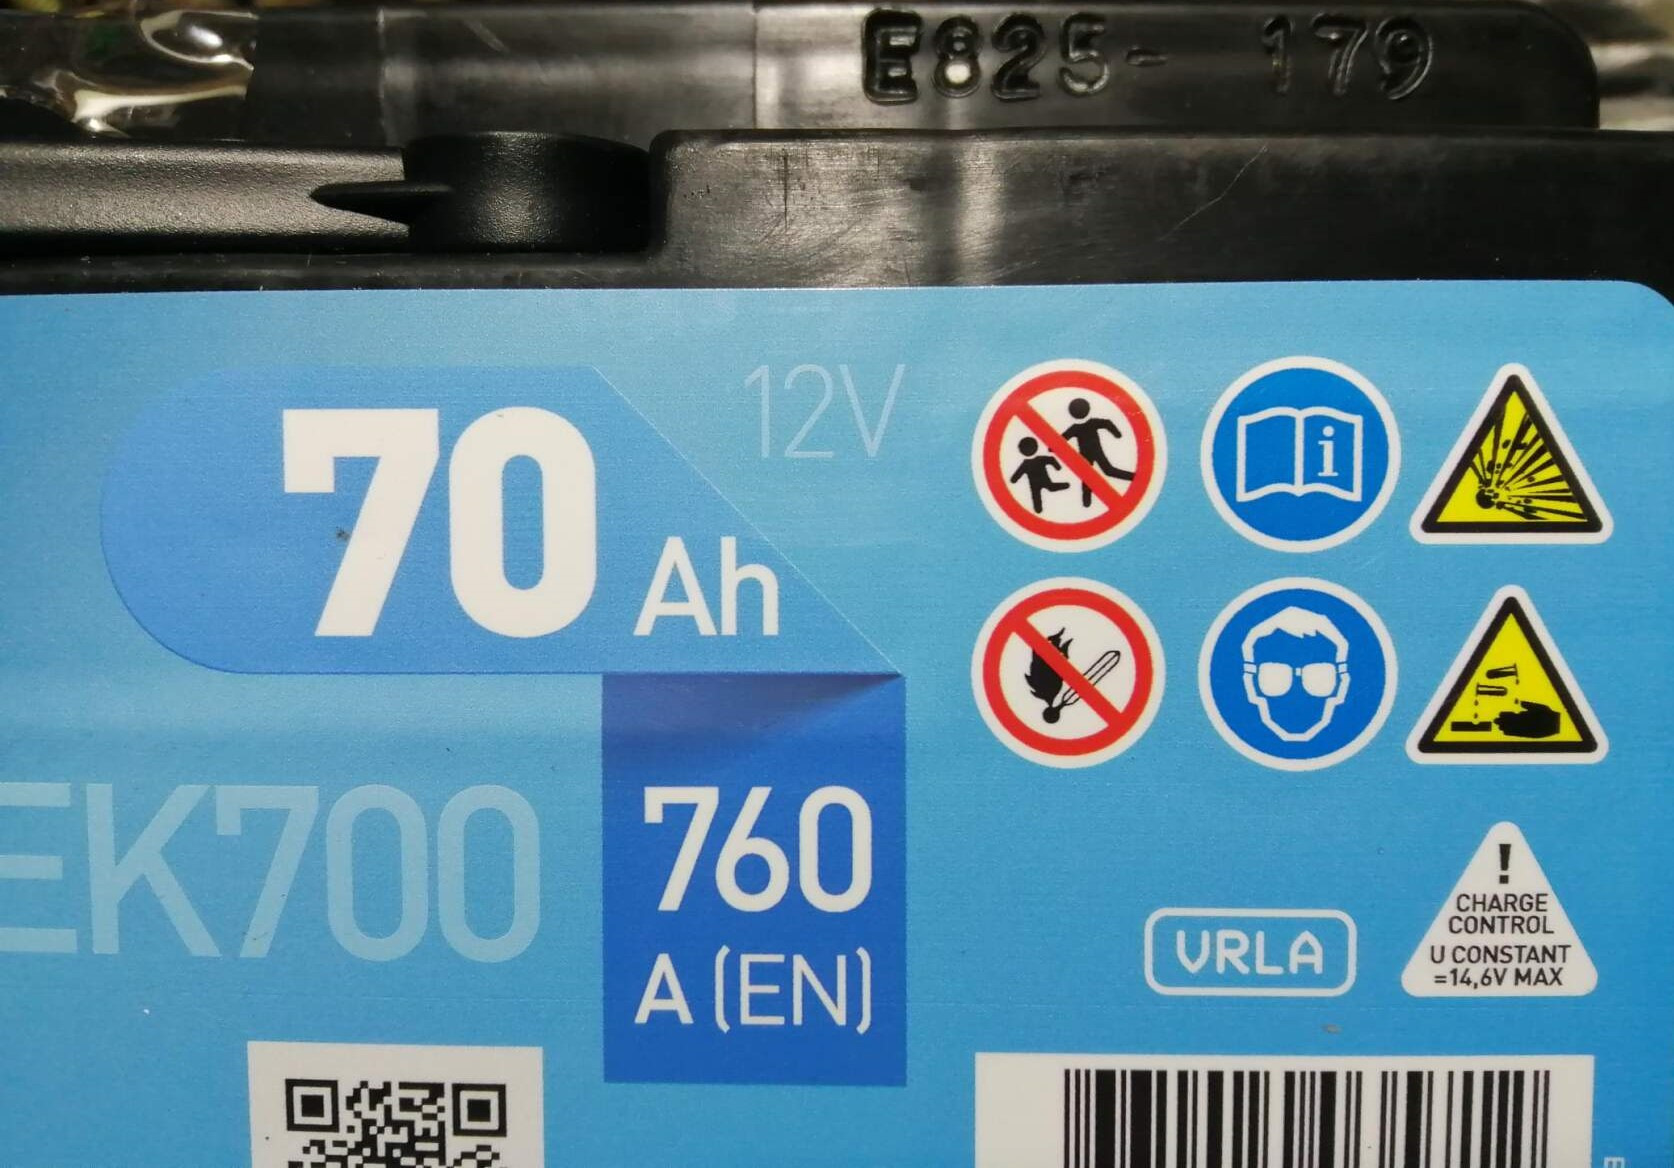 E825- 179
12V
70 Ah
EK700
760
A (EN)
i
VRLA
!
CHARGE
CONTROL
U CONSTANT
=14,6V MAX